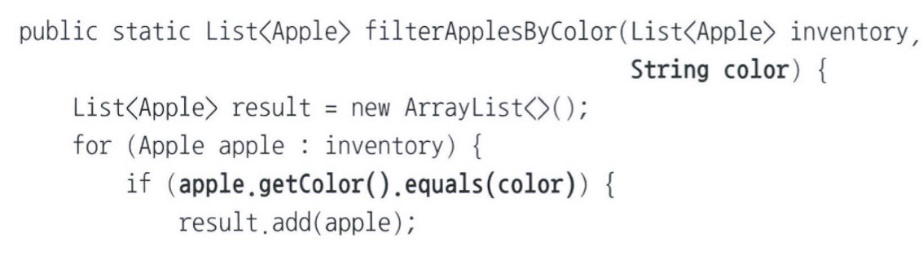 public static List<Apple> filterApplesByColor(List<Apple> inventory,
String color) {
List<Apple> result = new ArrayList<>();
for (Apple apple : inventory) {
if (apple.getColor().equals(color)) {
result.add(apple);